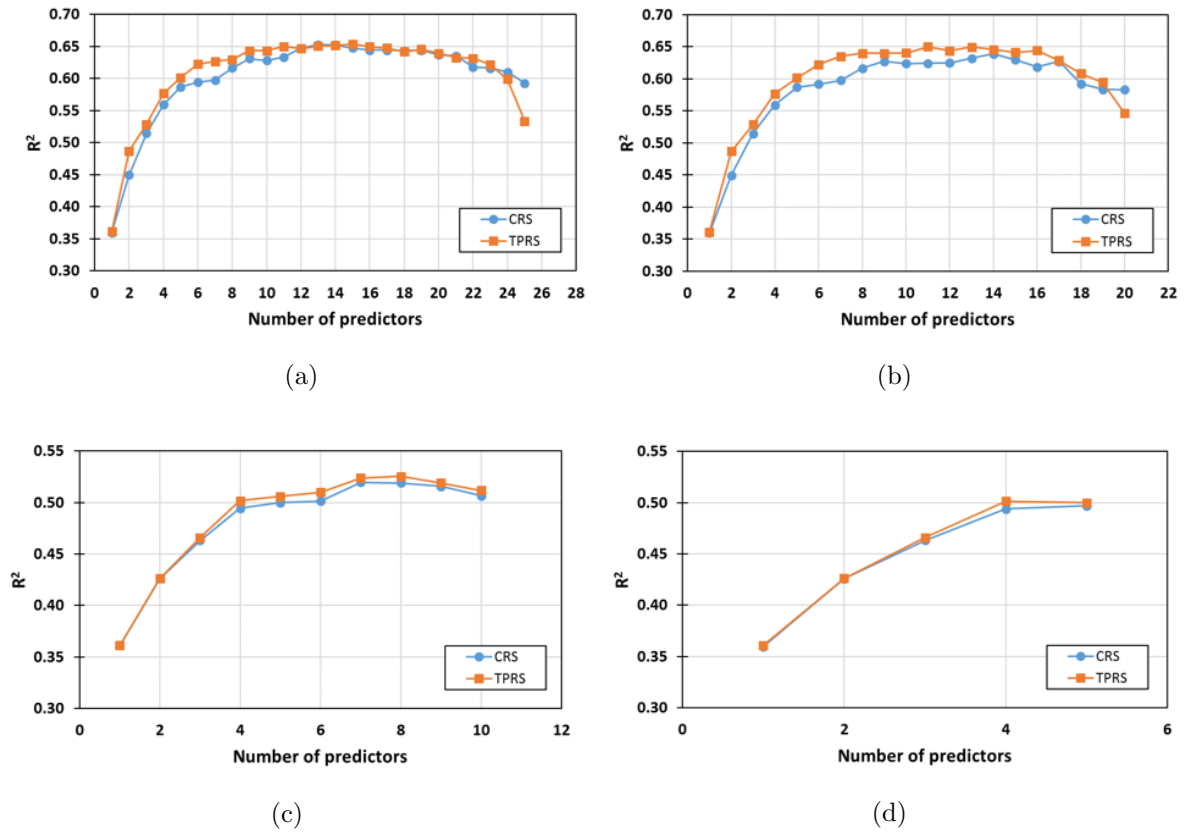 0.70
0.65
0.60
0.55
0.50
0.45
0.40
0.35
0.30
R²
CRS
TPRS
0 2 4 6 8 10 12 14 16 18 20 22 24 26 28
Number of predictors
(a)
0.70
0.65
0.60
0.55
0.50
0.45
0.40
0.35
0.30
R²
CRS
TPRS
0 2 4 6 8 10 12 14 16 18 20 22
Number of predictors
(b)
0.55
0.50
0.45
0.40
0.35
0.30
R²
CRS
TPRS
0 2 4 6 8 10 12
Number of predictors
(c)
0.55
0.50
0.45
0.40
0.35
0.30
R²
CRS
TPRS
0 2 4 6
Number of predictors
(d)